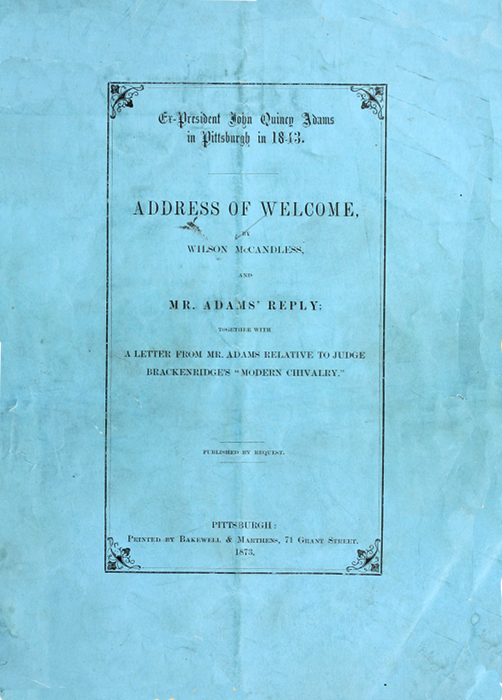 Ex-President John Quincy Adams
in Pittsburgh in 1843.
ADDRESS OF WELCOME,
BY
WILSON McCANDLESS,
AND
MR. ADAMS' REPLY;
TOGETHER WITH
A LETTER FROM MR. ADAMS RELATIVE TO JUDGE
BRACKENRIDGE'S "MODERN CHIVALRY."
PUBLISHED BY REQUEST.
PITTSBURGH:
PRINTED BY BAKEWELL & MARTHENS, 71 GRANT STREET.
1873.